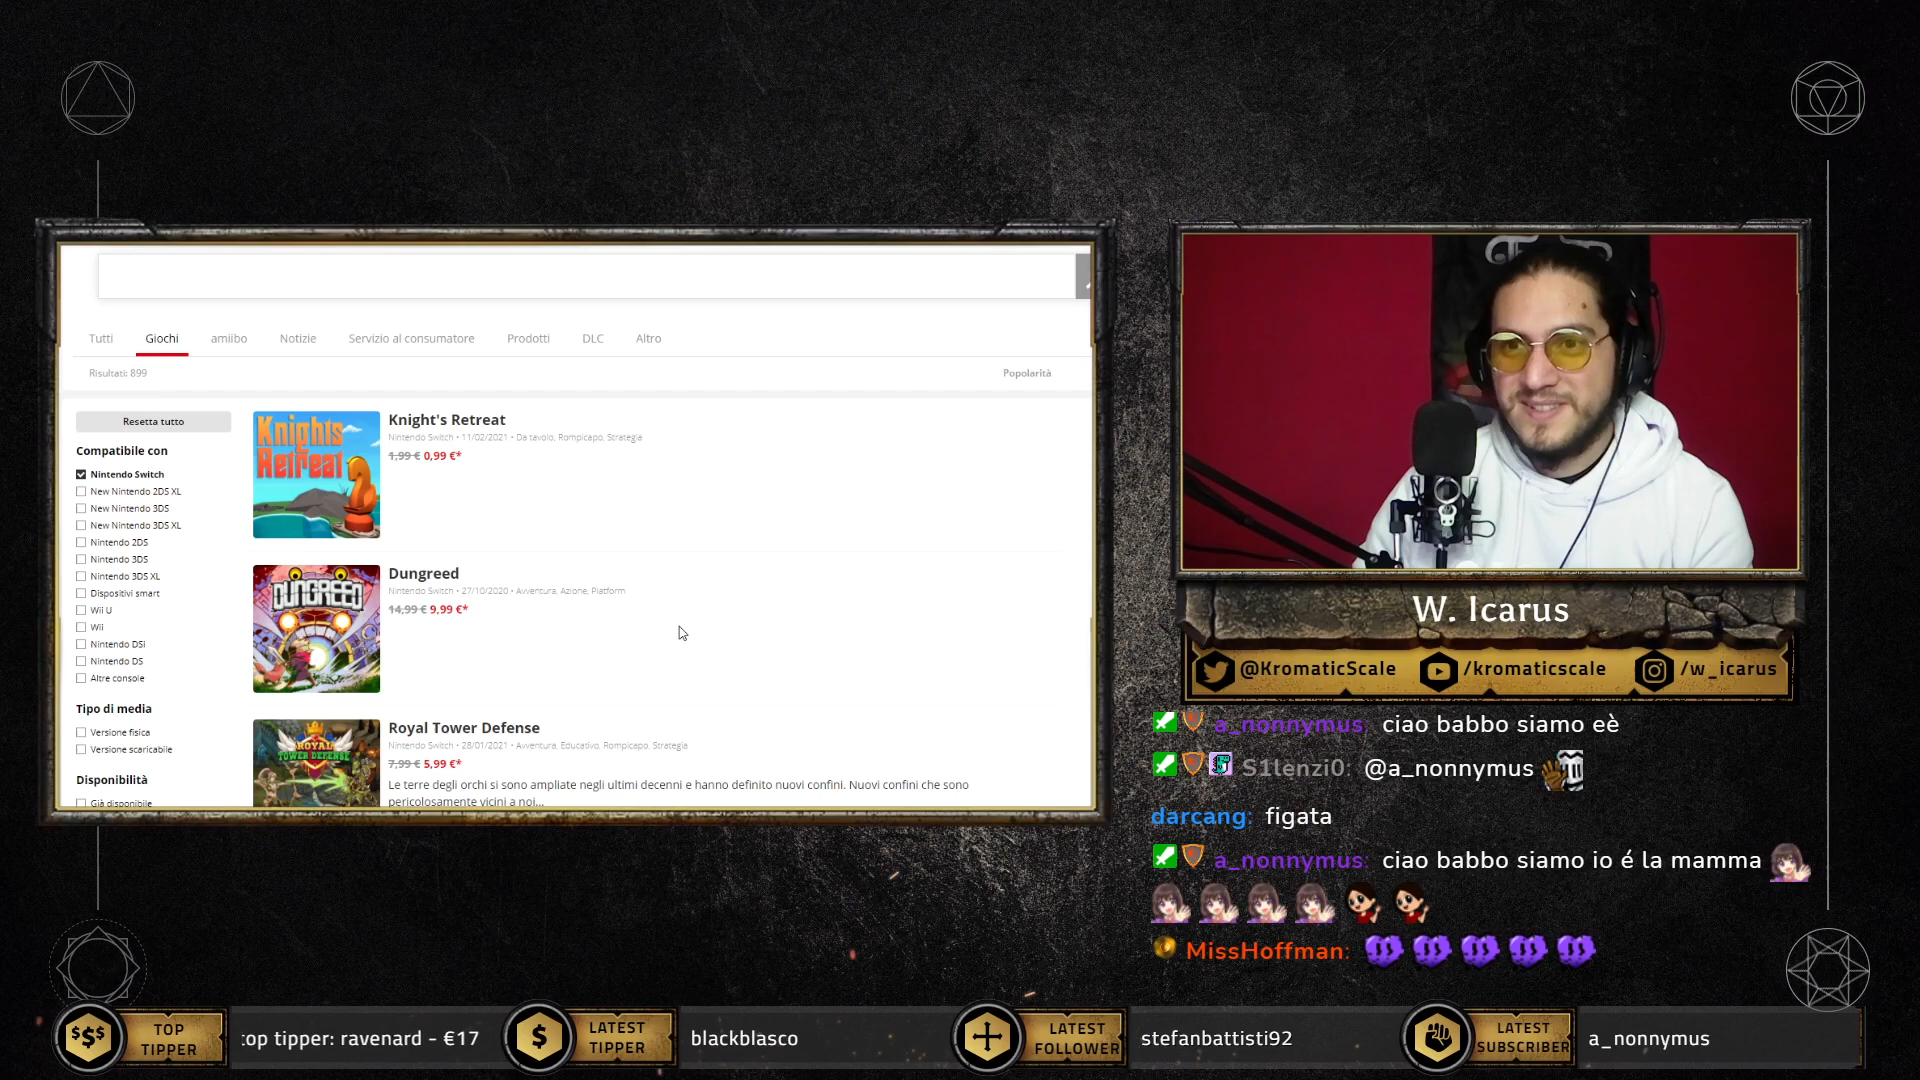 Tutti
Giochi
amiibo
Notizie
Servizio al consumatore
Prodotti
DLC
Altro
Risultati: 899
Popolarità
Resetta tutto
Compatibile con
Nintendo Switch
New Nintendo 2DS XL
New Nintendo 3DS
New Nintendo 3DS XL
Nintendo 2DS
Nintendo 3DS
Nintendo 3DS XL
Dispositivi smart
Wii U
Wii
Nintendo DSi
Nintendo DS
Altre console
Tipo di media
Versione fisica
Versione scaricabile
Disponibilità
Già disponibile
Knights
Retreat
Knight's Retreat
Nintendo Switch • 11/02/2021 • Da tavolo, Rompicapo, Strategia
1,99 € 0,99 €*
DUNGREED
Dungreed
Nintendo Switch • 27/10/2020 • Avventura, Azione, Platform
14,99 € 9,99 €*
ROYAL
TOWER DEFENSE
Royal Tower Defense
Nintendo Switch • 28/01/2021 • Avventura, Educativo, Rompicapo, Strategia
7,99 € 5,99 €*
Le terre degli orchi si sono ampliate negli ultimi decenni e hanno definito nuovi confini. Nuovi confini che sono
pericolosamente vicini a noi...
W. Icarus
@KromaticScale
/kromaticscale
/w_icarus
a_nonnymus: ciao babbo siamo eè
S1lenzi0: @a_nonnymus
darcang: figata
a_nonnymus: ciao babbo siamo io é la mamma
MissHoffman:
$$$
TOP
TIPPER
top tipper: ravenard - €17
$
LATEST
TIPPER
blackblasco
LATEST
FOLLOWER
stefanbattisti92
LATEST
SUBSCRIBER
a_nonnymus